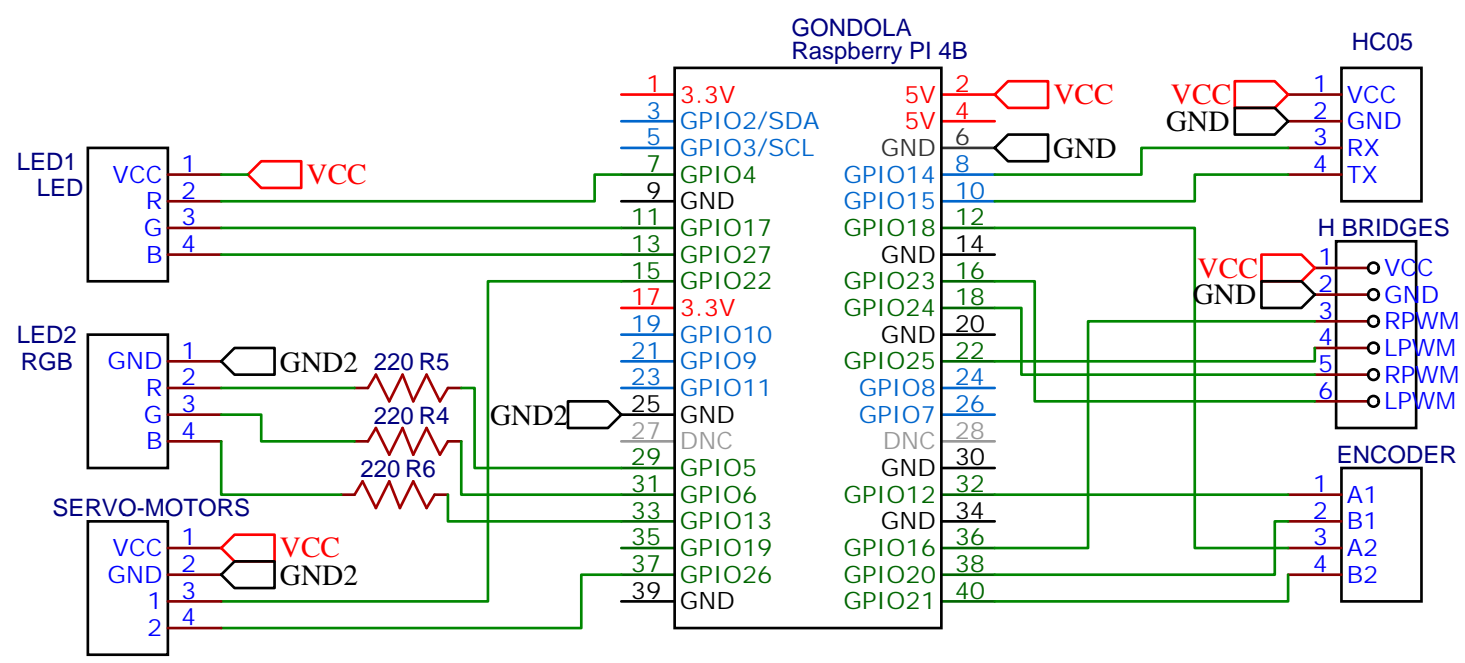 GONDOLA
Raspberry PI 4B
1 3.3V 5V 2 VCC
3 GPIO2/SDA 5V 4
5 GPIO3/SCL GND 6 GND
7 GPIO4 GPIO14 8
9 GND GPIO15 10
11 GPIO17 GPIO18 12
13 GPIO27 GND 14
15 GPIO22 GPIO23 16
17 3.3V GPIO24 18
19 GPIO10 GND 20
21 GPIO9 GPIO25 22
23 GPIO11 GPIO8 24
GND2 25 GND GPIO7 26
27 DNC DNC 28
29 GPIO5 GND 30
31 GPIO6 GPIO12 32
33 GPIO13 GND 34
35 GPIO19 GPIO16 36
37 GPIO26 GPIO20 38
39 GND GPIO21 40
LED1
LED
VCC 1 VCC
R 2
G 3
B 4
LED2
RGB
GND 1 GND2
R 2 220 R5
G 3 220 R4
B 4 220 R6
SERVO-MOTORS
VCC 1 VCC
GND 2 GND2
1 3
2 4
HC05
VCC 1 VCC
GND 2 GND
3 RX
4 TX
H BRIDGES
VCC 1 VCC
GND 2 GND
3 RPWM
4 LPWM
5 RPWM
6 LPWM
ENCODER
1 A1
2 B1
3 A2
4 B2